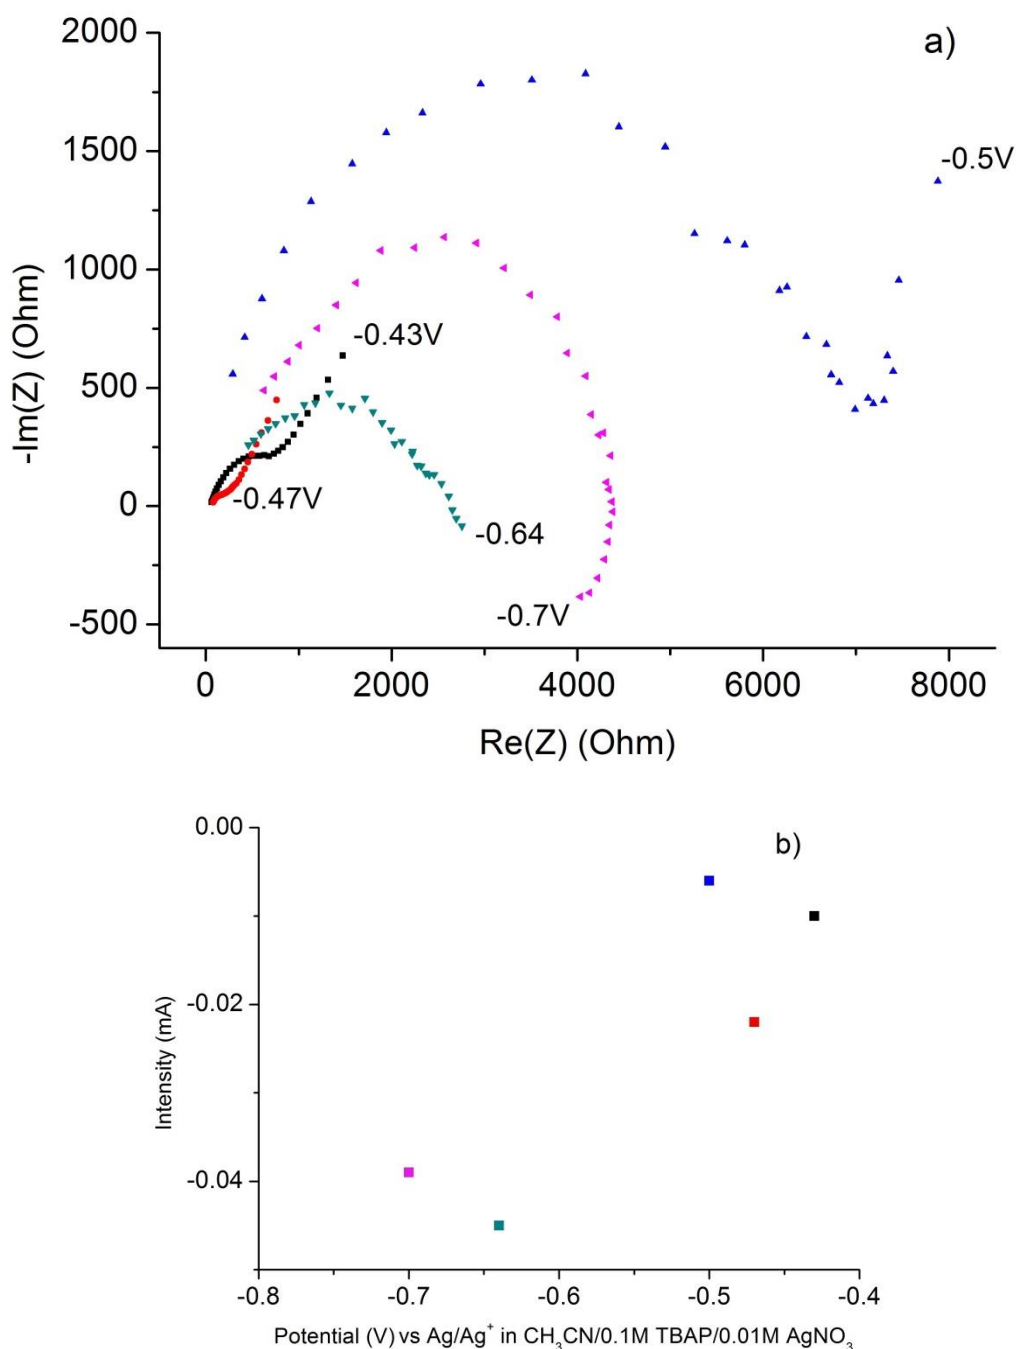 a)
2000
1500
1000
500
0
-500
-Im(Z) (Ohm)
-0.5V
-0.43V
-0.47V
-0.64
-0.7V
0 2000 4000 6000 8000
Re(Z) (Ohm)
b)
0.00
-0.02
-0.04
Intensity (mA)
-0.8 -0.7 -0.6 -0.5 -0.4
Potential (V) vs Ag/Ag⁺ in CH₃CN/0.1M TBAP/0.01M AgNO₃